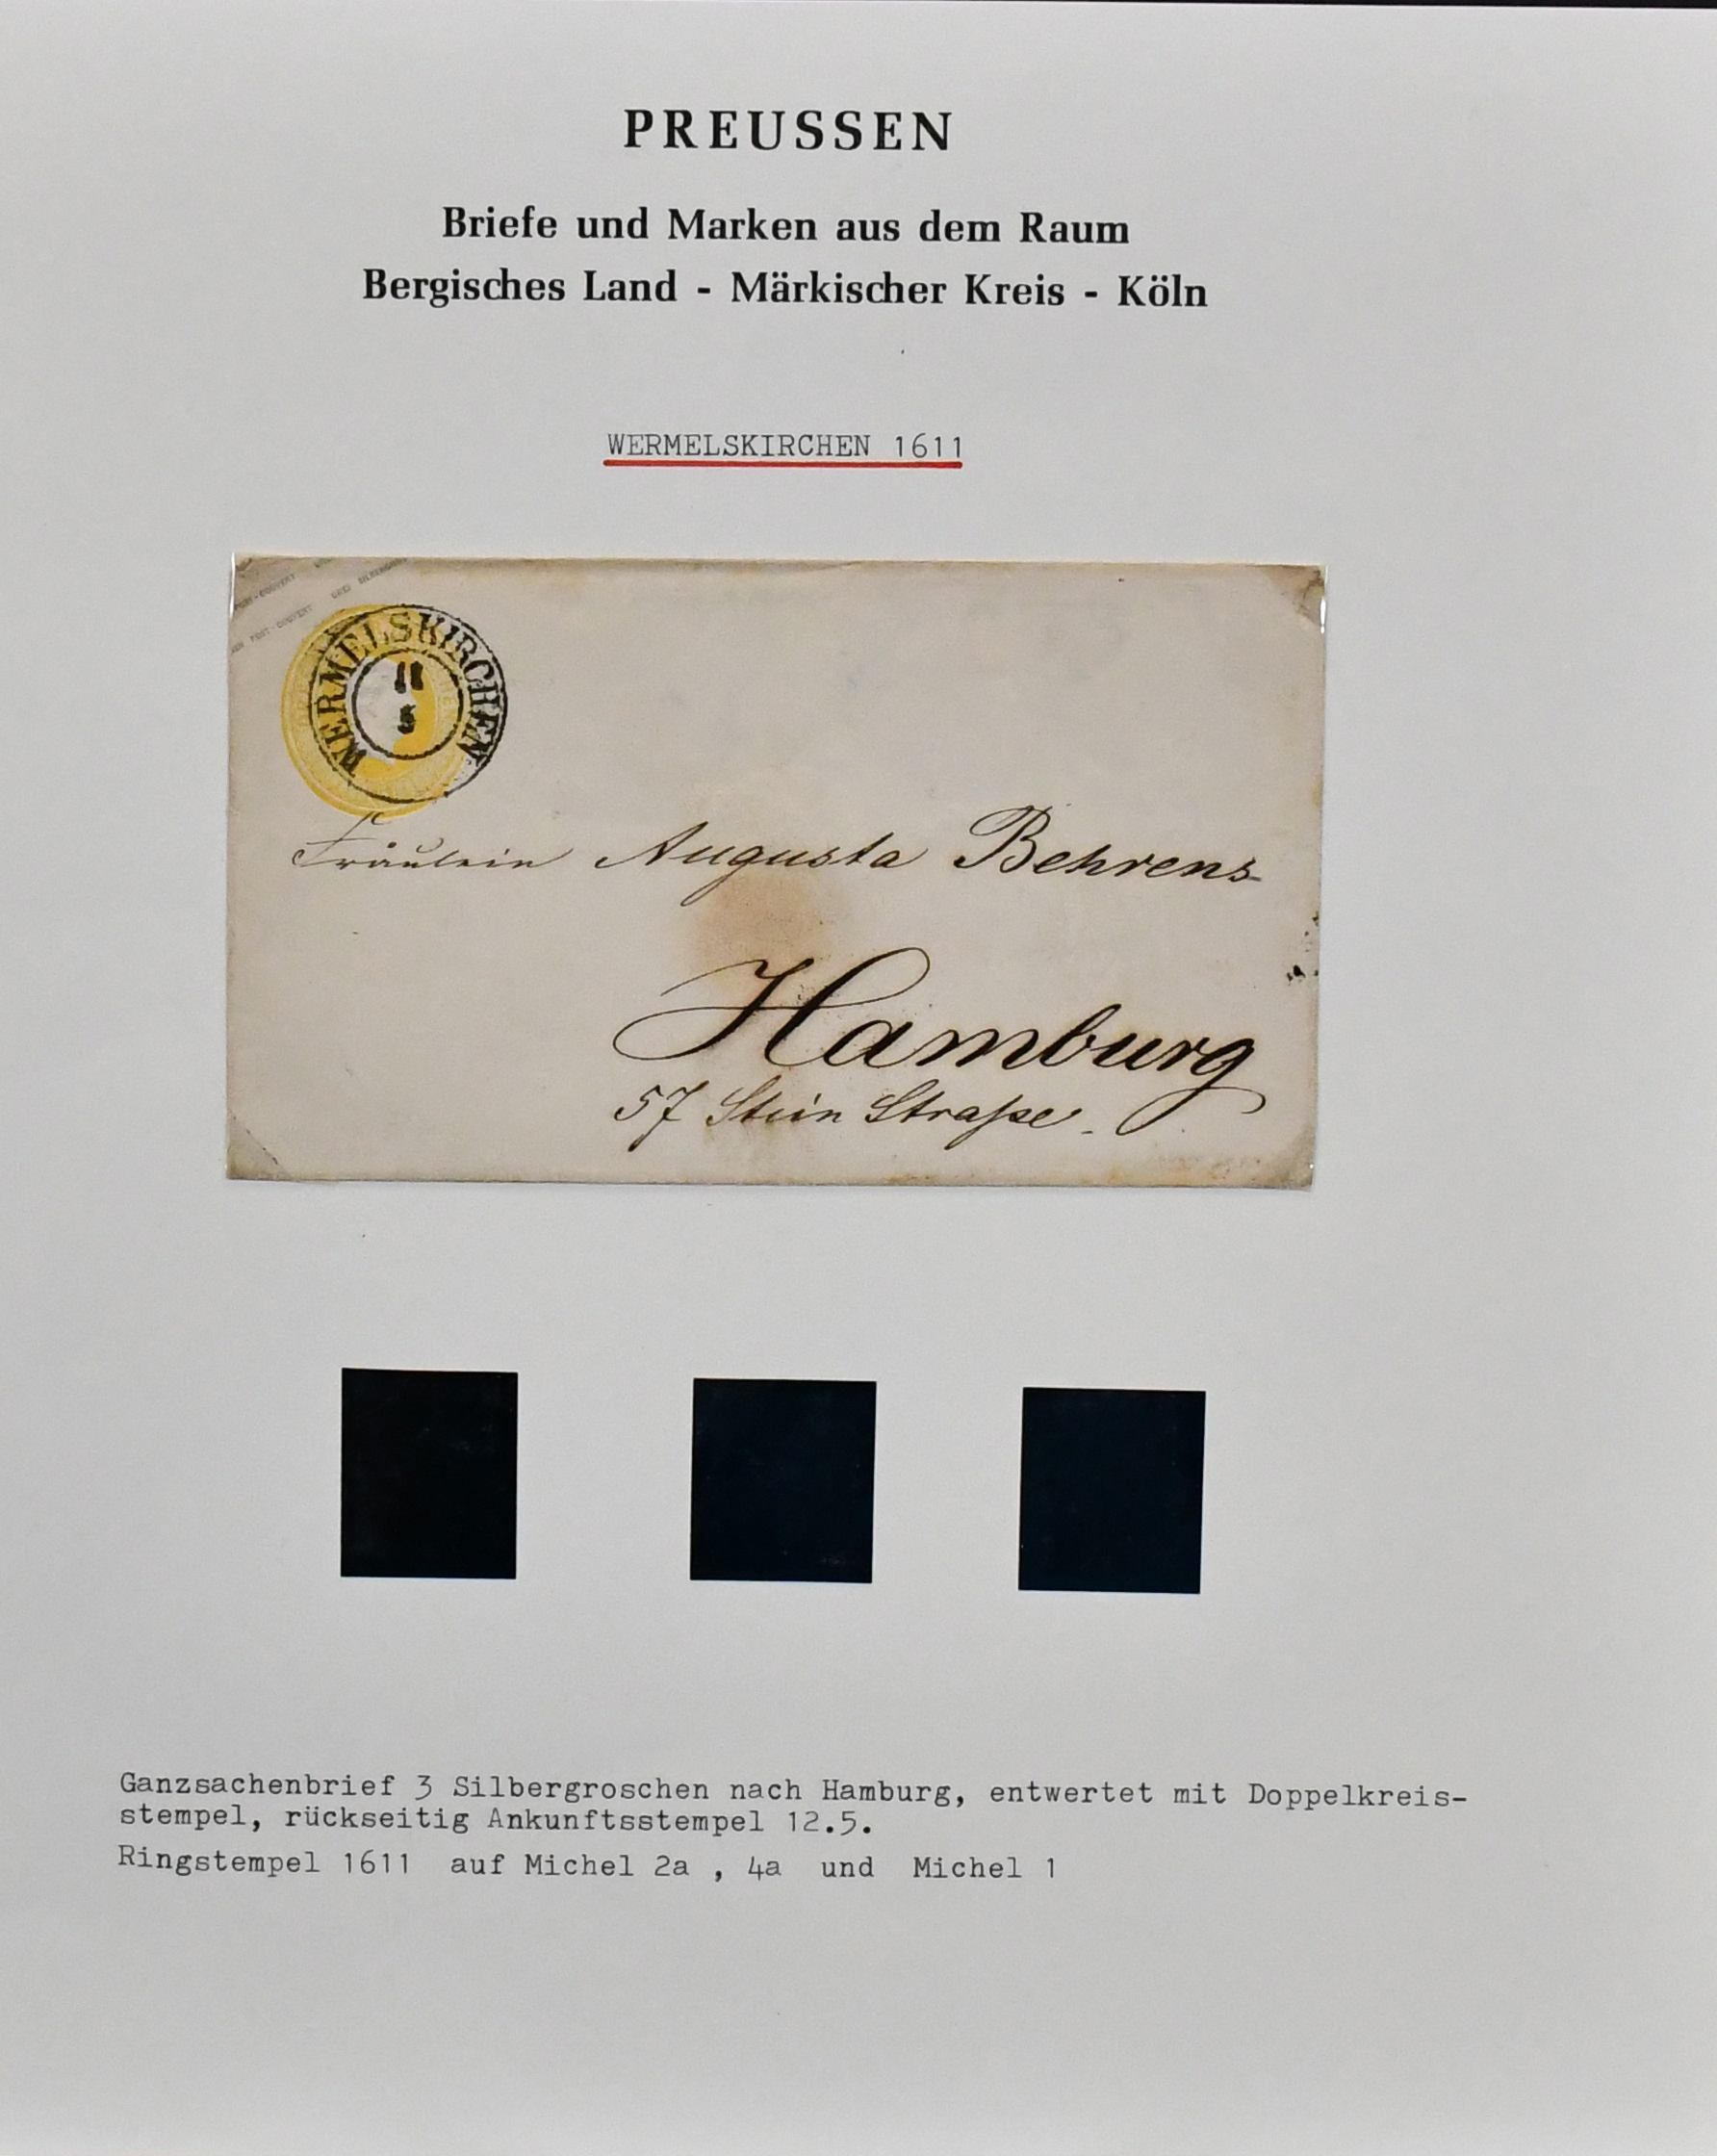 PREUSSEN
Briefe und Marken aus dem Raum
Bergisches Land - Märkischer Kreis - Köln
WERMELSKIRCHEN 1611
POST-COUVERT
WERMELSKIRCHEN
11
5
Fräulein Augusta Behrens
Hamburg
57 Stein Straße.
Ganzsachenbrief 3 Silbergroschen nach Hamburg, entwertet mit Doppelkreis-
stempel, rückseitig Ankunftsstempel 12.5.
Ringstempel 1611 auf Michel 2a , 4a und Michel 1